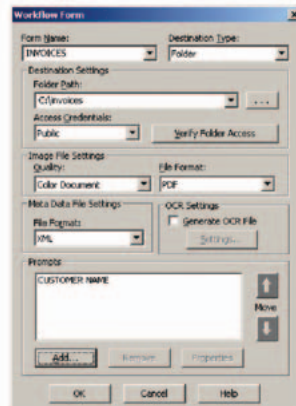 Workflow Form
Form Name:
Destination Type:
INVOICES
Folder
Destination Settings
Folder Path:
C:\Invoices
...
Access Credentials:
Public
Verify Folder Access
Image File Settings
Quality:
File Format:
Color Document
PDF
Meta Data File Settings
OCR Settings
File Format:
Generate OCR File
XML
Settings...
Prompts
CUSTOMER NAME
Move
Add...
Remove
Properties
OK
Cancel
Help